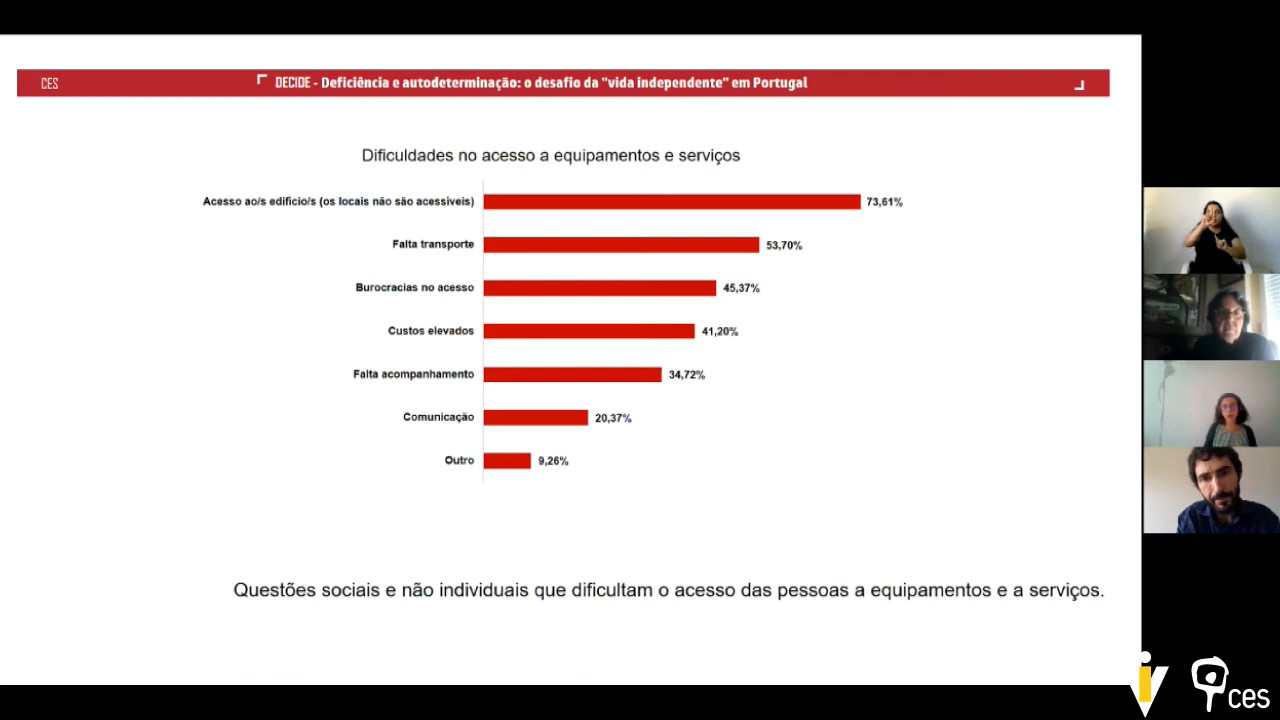 CES
DECIDE - Deficiência e autodeterminação: o desafio da "vida independente" em Portugal
Dificuldades no acesso a equipamentos e serviços
Acesso ao/s edifício/s (os locais não são acessíveis)
73,61%
Falta transporte
53,70%
Burocracias no acesso
45,37%
Custos elevados
41,20%
Falta acompanhamento
34,72%
Comunicação
20,37%
Outro
9,26%
Questões sociais e não individuais que dificultam o acesso das pessoas a equipamentos e a serviços.
iV
ces